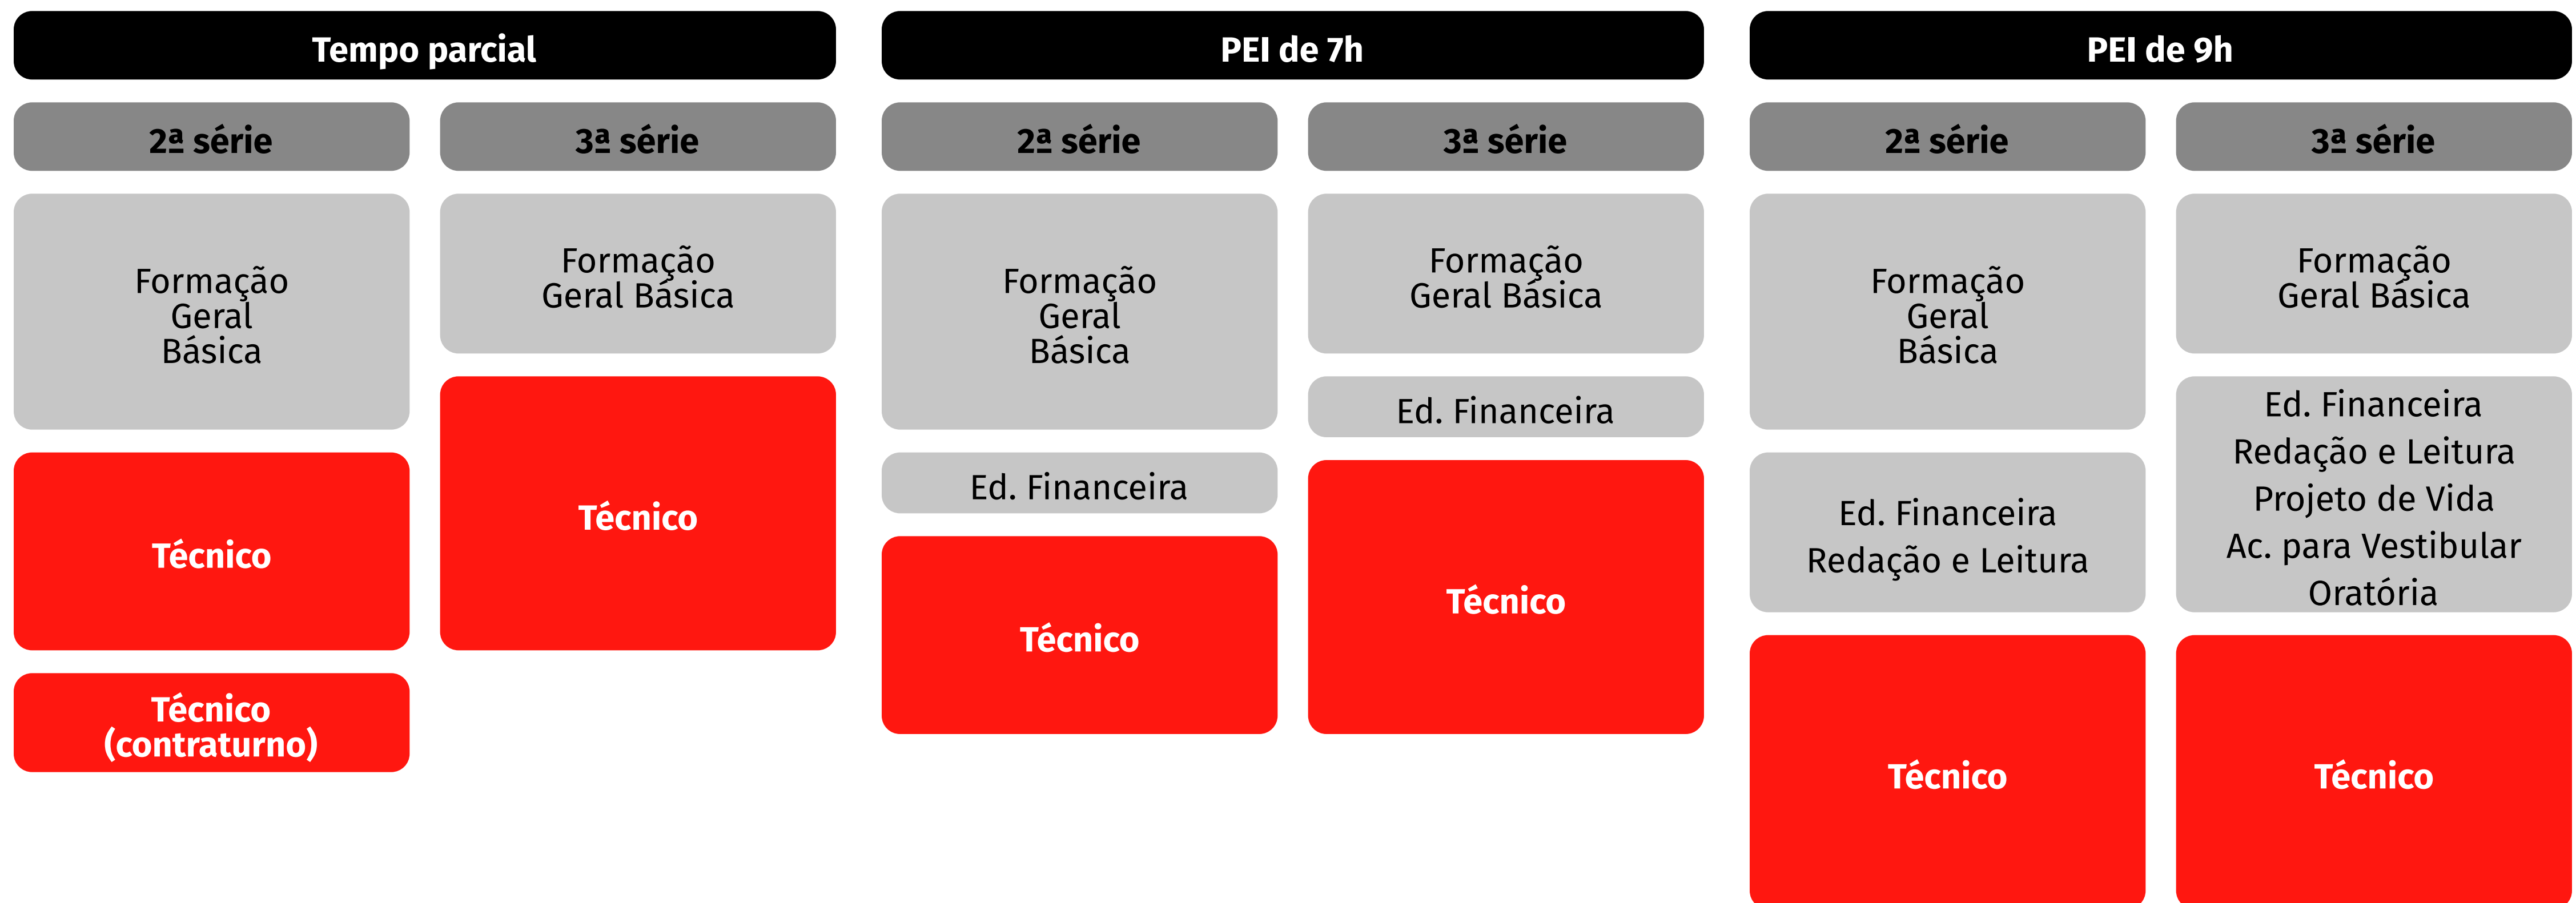 Tempo parcial
2ª série
3ª série
Formação
Geral
Básica
Técnico
Técnico
(contraturno)
Formação
Geral Básica
Técnico
PEI de 7h
2ª série
3ª série
Formação
Geral
Básica
Ed. Financeira
Técnico
Formação
Geral Básica
Ed. Financeira
Técnico
PEI de 9h
2ª série
3ª série
Formação
Geral
Básica
Ed. Financeira
Redação e Leitura
Técnico
Formação
Geral Básica
Ed. Financeira
Redação e Leitura
Projeto de Vida
Ac. para Vestibular
Oratória
Técnico